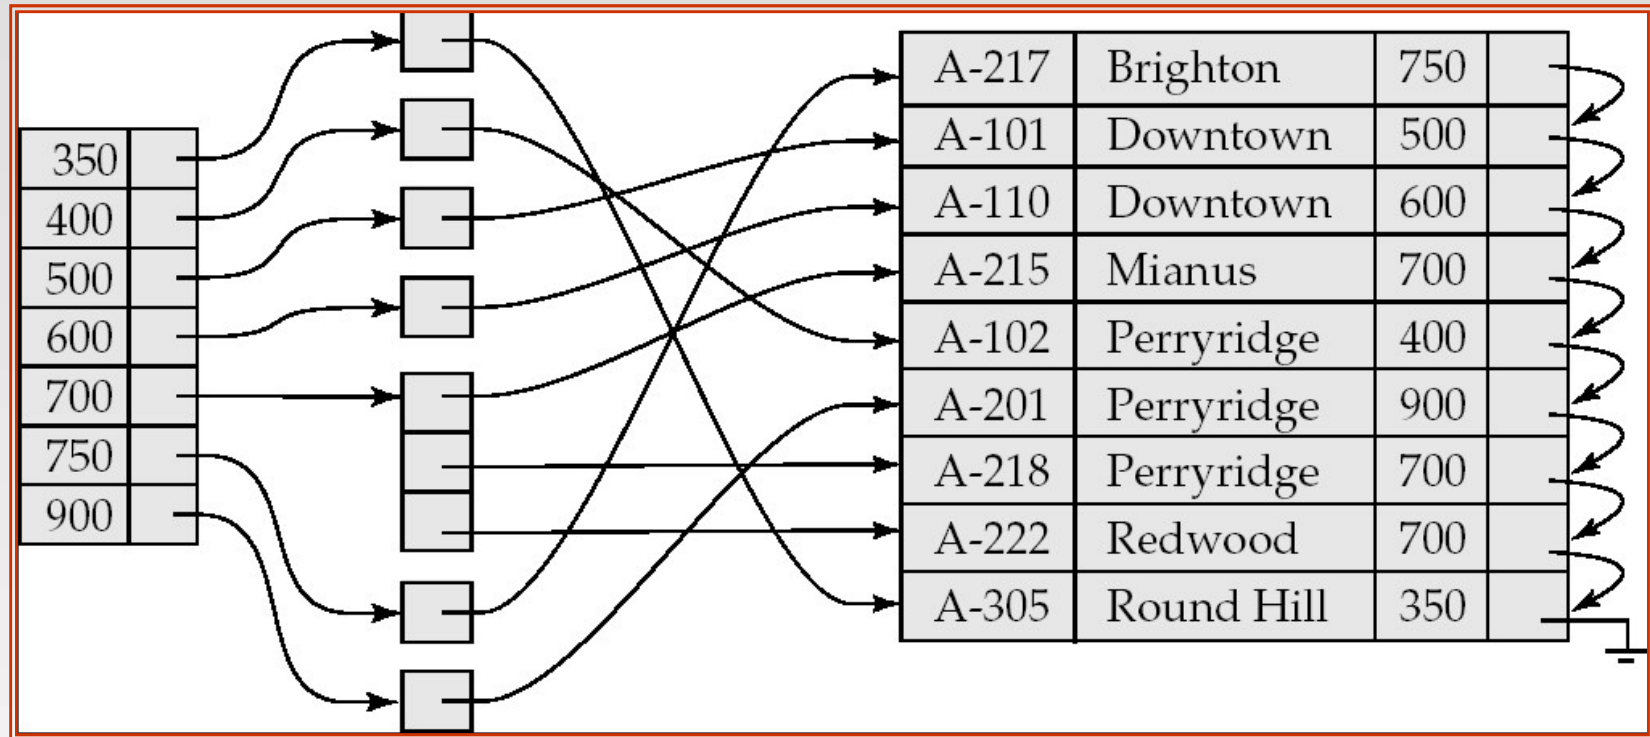 350
400
500
600
700
750
900
A-217 Brighton 750
A-101 Downtown 500
A-110 Downtown 600
A-215 Mianus 700
A-102 Perryridge 400
A-201 Perryridge 900
A-218 Perryridge 700
A-222 Redwood 700
A-305 Round Hill 350